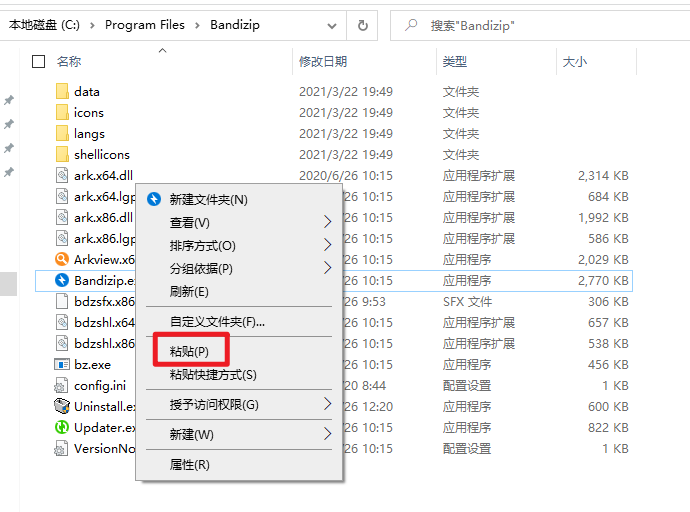 本地磁盘 (C:) Program Files Bandizip 搜索"Bandizip"
名称 修改日期 类型 大小
data 2021/3/22 19:49 文件夹
icons 2021/3/22 19:49 文件夹
langs 2021/3/22 19:49 文件夹
shellicons 2021/3/22 19:49 文件夹
ark.x64.dll 2020/6/26 10:15 应用程序扩展 2,314 KB
ark.x64.lgp /26 10:15 应用程序扩展 684 KB
ark.x86.dll /26 10:15 应用程序扩展 1,992 KB
ark.x86.lgp /26 10:15 应用程序扩展 586 KB
Arkview.x6 /26 10:15 应用程序 2,029 KB
Bandizip.e /26 10:15 应用程序 2,770 KB
bdzsfx.x86 /26 9:53 SFX 文件 306 KB
bdzshl.x64 /26 10:15 应用程序扩展 657 KB
bdzshl.x86 /26 10:15 应用程序扩展 538 KB
bz.exe /26 10:15 应用程序 456 KB
config.ini /20 8:44 配置设置 1 KB
Uninstall.e /26 12:20 应用程序 600 KB
Updater.e /26 10:15 应用程序 822 KB
VersionNo /26 10:15 配置设置 1 KB
新建文件夹(N)
查看(V)
排序方式(O)
分组依据(P)
刷新(E)
自定义文件夹(F)...
粘贴(P)
粘贴快捷方式(S)
授予访问权限(G)
新建(W)
属性(R)